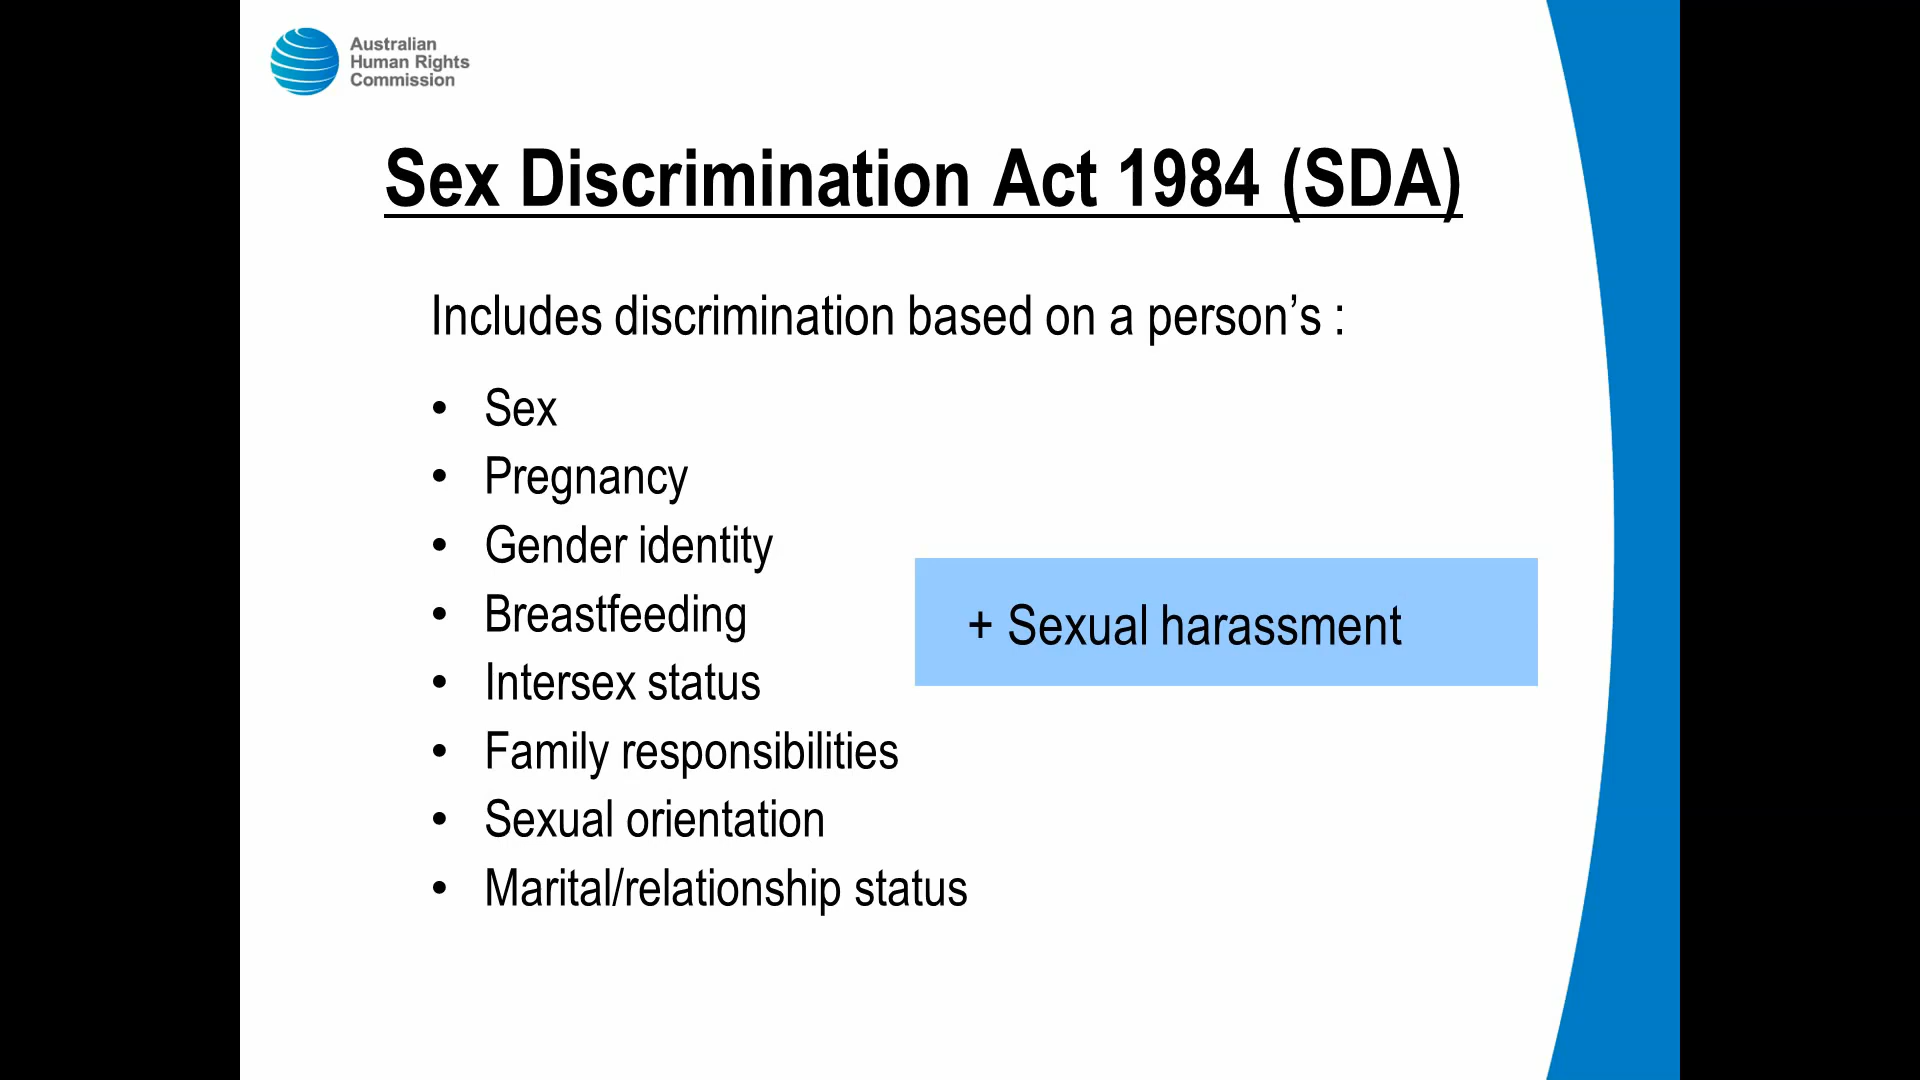 Australian
Human Rights
Commission
Sex Discrimination Act 1984 (SDA)
Includes discrimination based on a person’s :
• Sex
• Pregnancy
• Gender identity
• Breastfeeding
• Intersex status
• Family responsibilities
• Sexual orientation
• Marital/relationship status
+ Sexual harassment